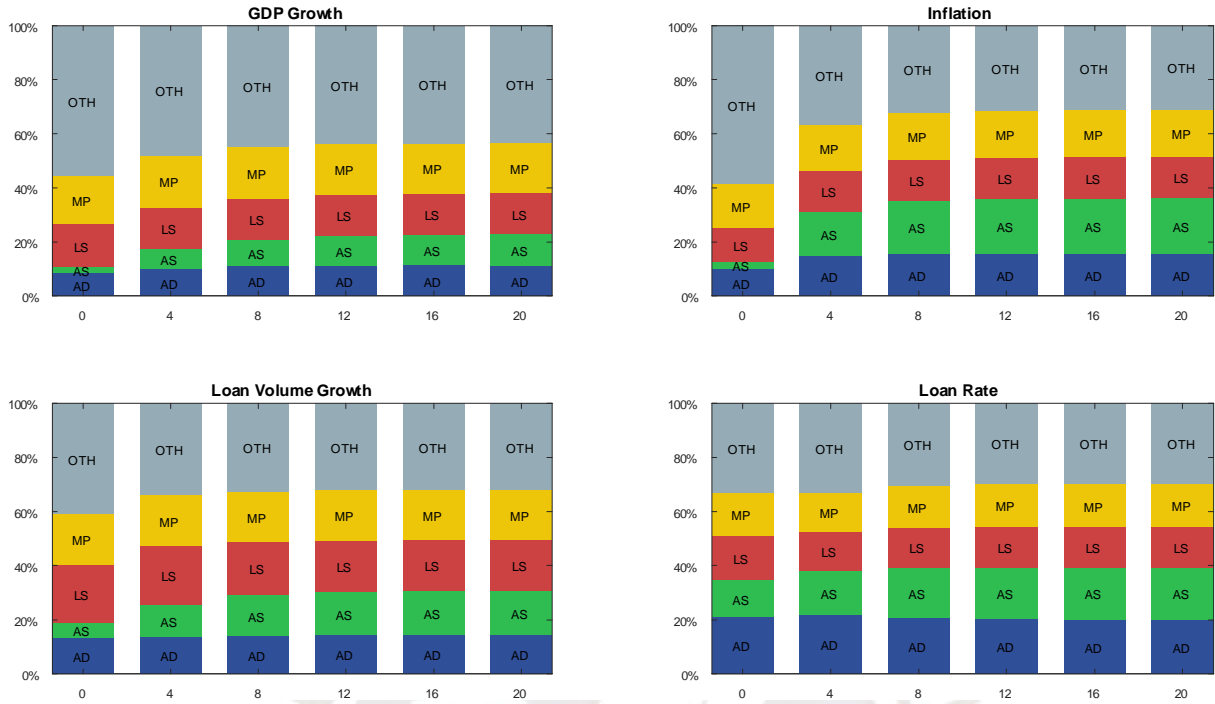 GDP Growth
100%
80%
60%
40%
20%
0%
OTH OTH OTH OTH OTH OTH
MP MP MP MP MP MP
LS LS LS LS LS LS
AS AS AS AS AS AS
AD AD AD AD AD AD
0 4 8 12 16 20
Inflation
100%
80%
60%
40%
20%
0%
OTH OTH OTH OTH OTH OTH
MP MP MP MP MP MP
LS LS LS LS LS LS
AS AS AS AS AS AS
AD AD AD AD AD AD
0 4 8 12 16 20
Loan Volume Growth
100%
80%
60%
40%
20%
0%
OTH OTH OTH OTH OTH OTH
MP MP MP MP MP MP
LS LS LS LS LS LS
AS AS AS AS AS AS
AD AD AD AD AD AD
0 4 8 12 16 20
Loan Rate
100%
80%
60%
40%
20%
0%
OTH OTH OTH OTH OTH OTH
MP MP MP MP MP MP
LS LS LS LS LS LS
AS AS AS AS AS AS
AD AD AD AD AD AD
0 4 8 12 16 20